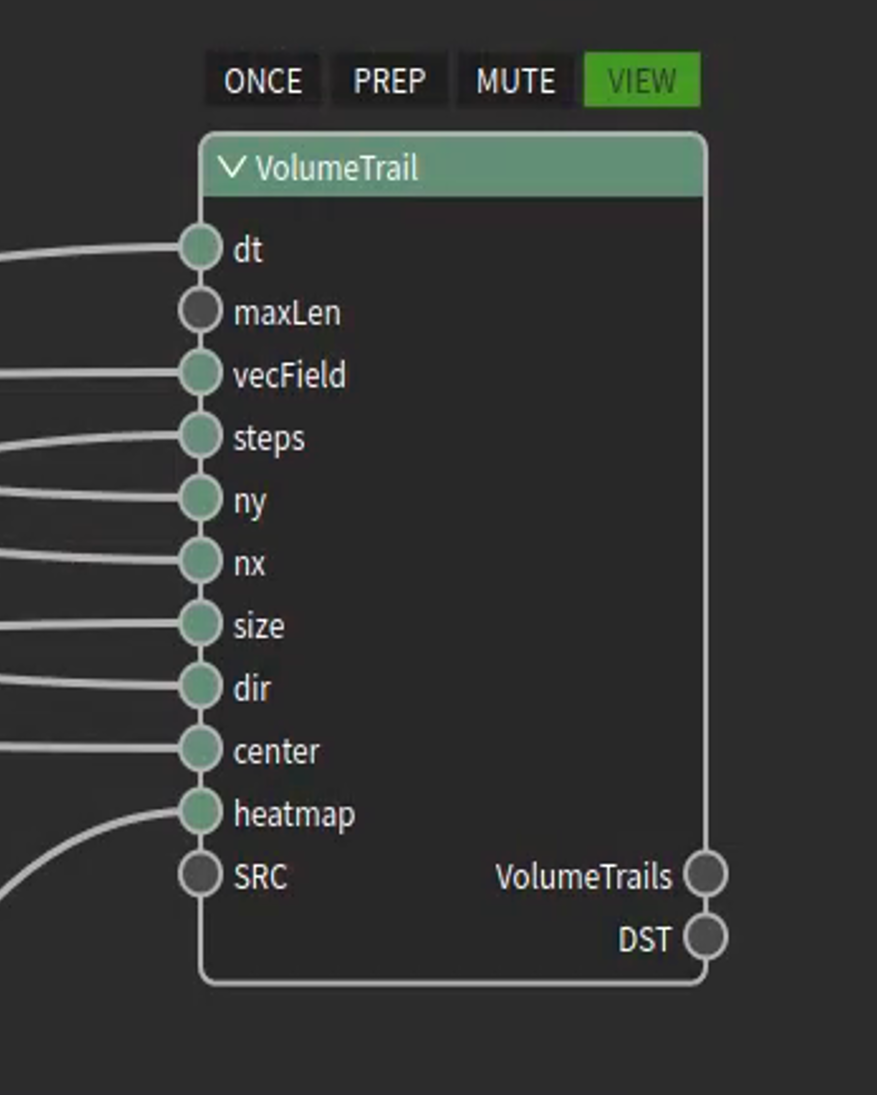 ONCE PREP MUTE VIEW
VolumeTrail
dt
maxLen
vecField
steps
ny
nx
size
dir
center
heatmap
SRC VolumeTrails
DST